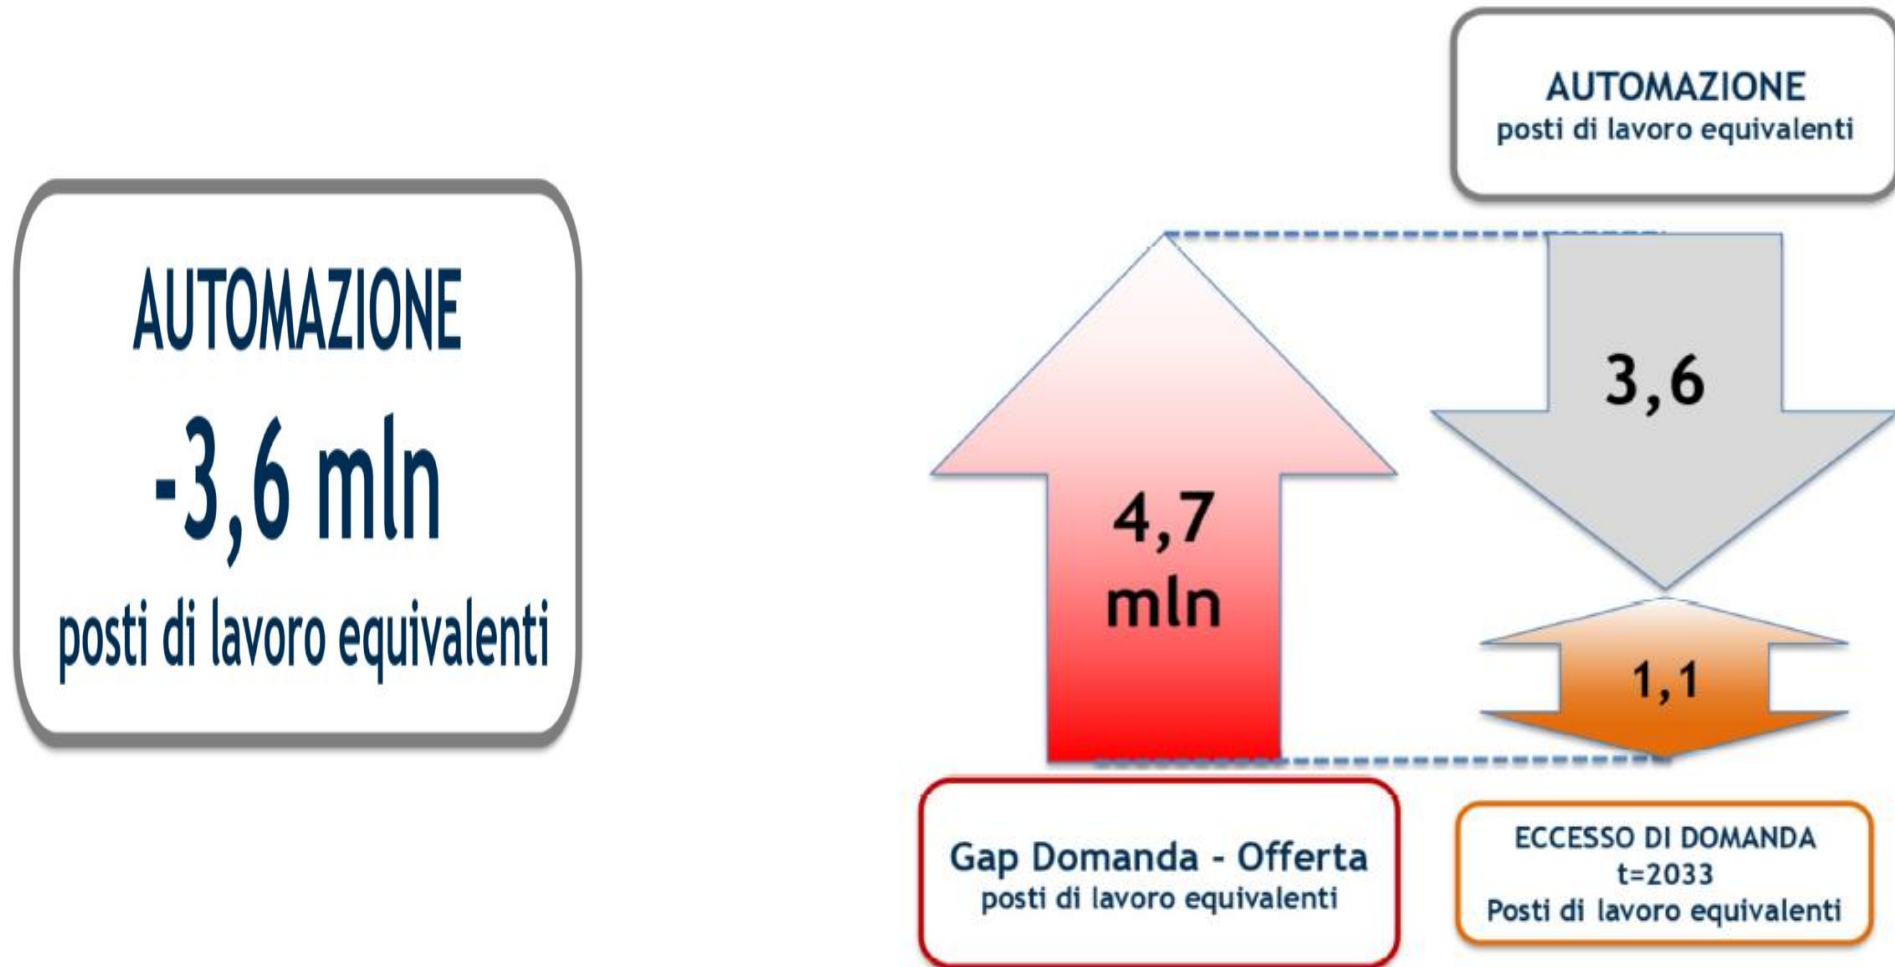 AUTOMAZIONE
-3,6 mln
posti di lavoro equivalenti
AUTOMAZIONE
posti di lavoro equivalenti
3,6
4,7
mln
1,1
Gap Domanda - Offerta
posti di lavoro equivalenti
ECCESSO DI DOMANDA
t=2033
Posti di lavoro equivalenti